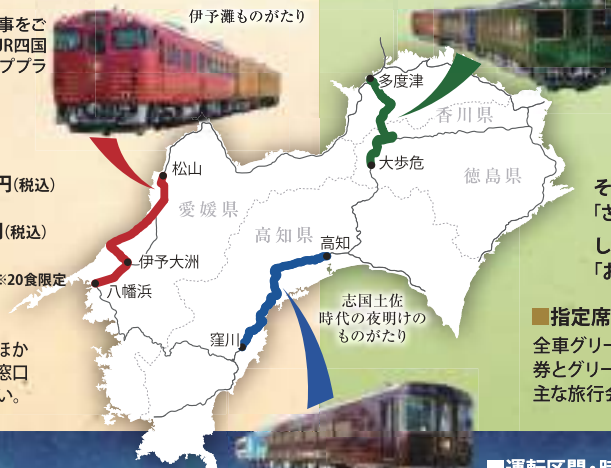 伊予灘ものがたり
事をご
JR四国
ププラ
円(税込)
(税込)
※20食限定
ほか
窓口
い。
多度津
香川県
大歩危
徳島県
松山
愛媛県
高知県
高知
伊予大洲
八幡浜
志国土佐
時代の夜明けの
ものがたり
窪川
そ
「さ
し
「お
■指定席
全車グリー
券とグリー
主な旅行会
■運転区間・